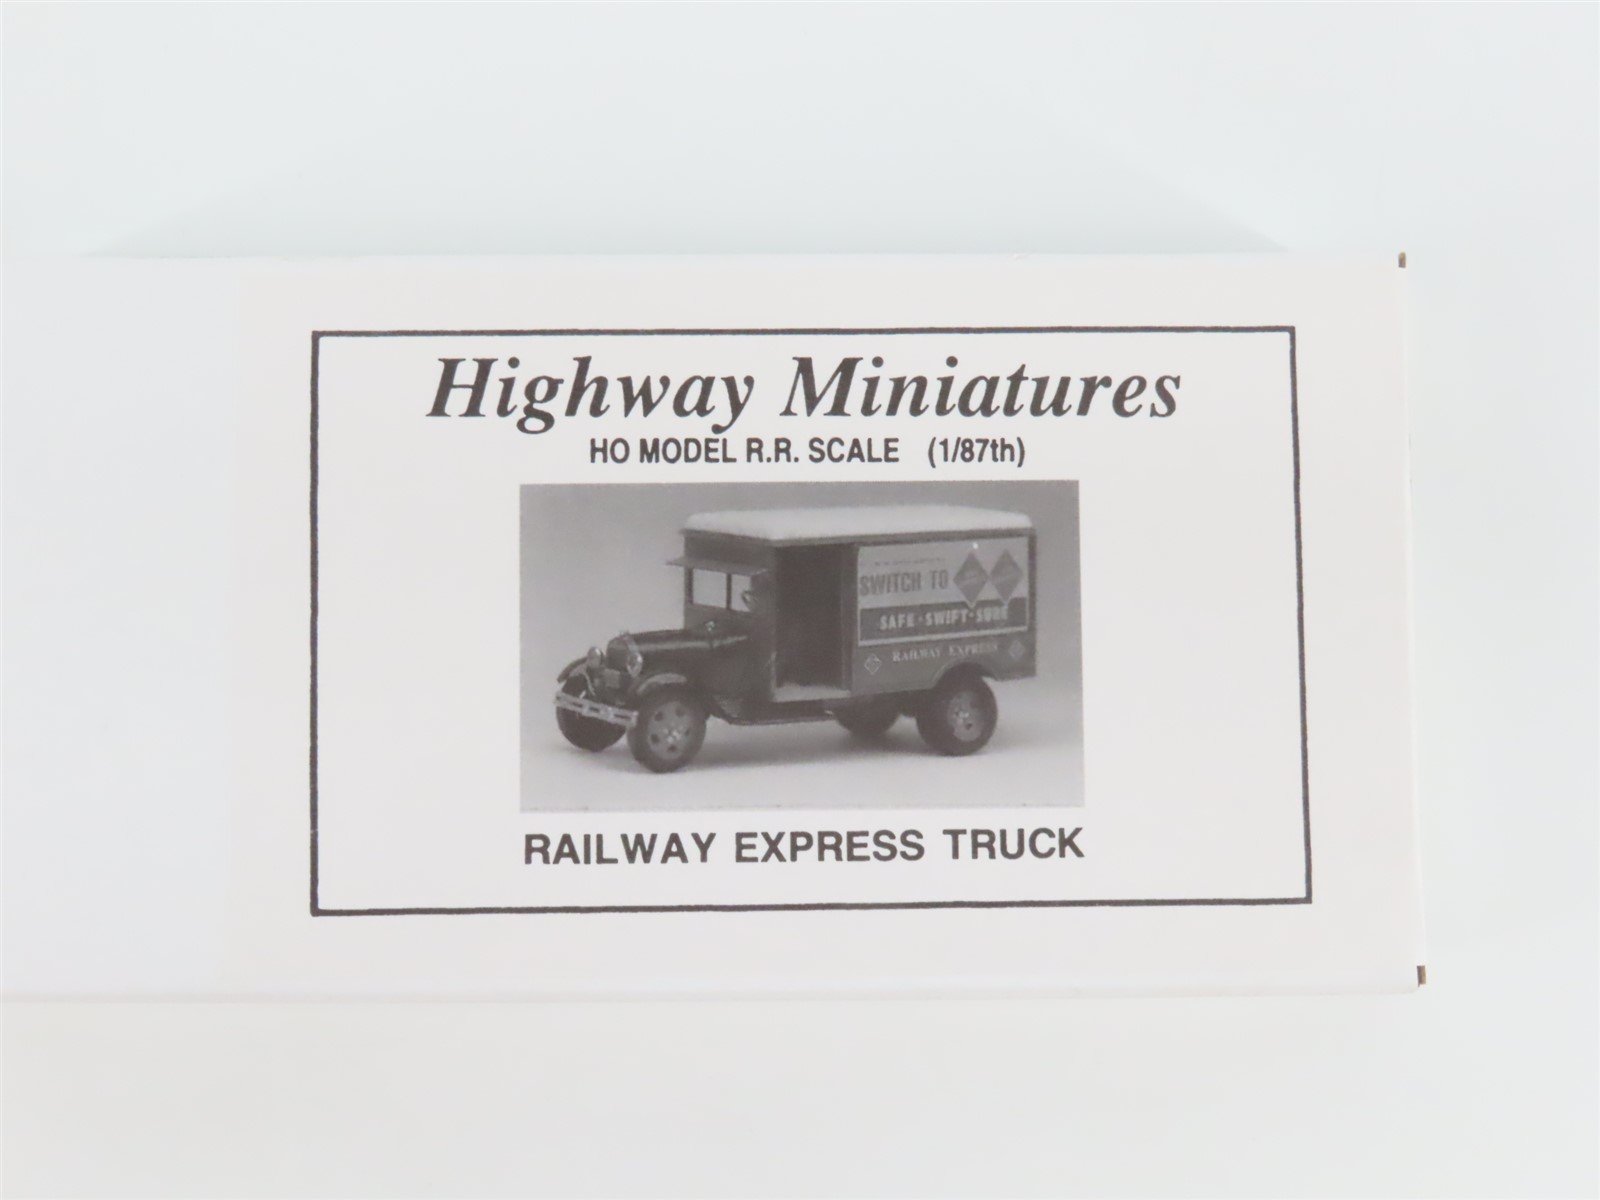 Highway Miniatures
HO MODEL R.R. SCALE (1/87th)
SWITCH TO
SAFE-SWIFT-SURE
RAILWAY EXPRESS
RAILWAY EXPRESS TRUCK